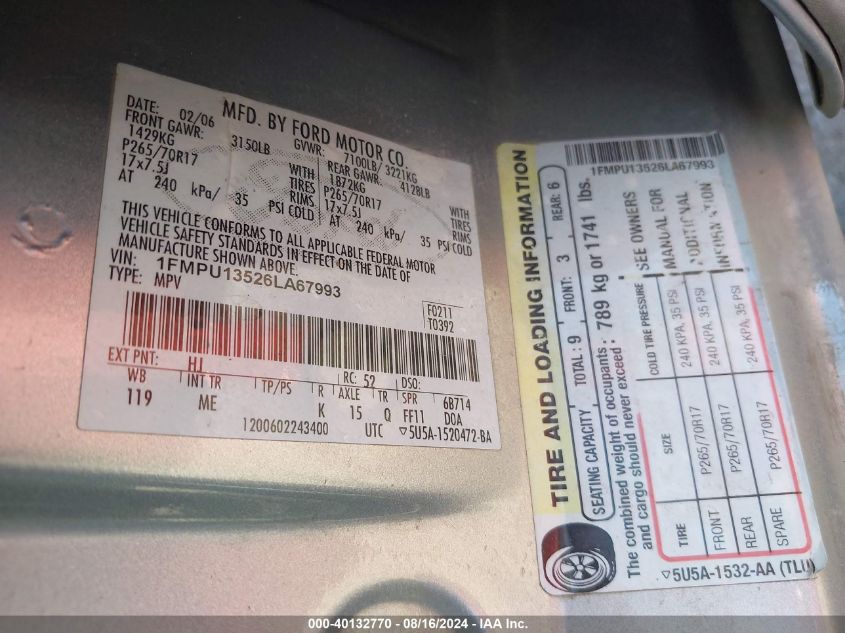 MFD. BY FORD MOTOR CO.
DATE: 02/06
GVWR: 7100LB/ 3221KG
FRONT GAWR: 3150LB
REAR GAWR: 4128LB
1429KG WITH
1872KG WITH
P265/70R17 TIRES
P265/70R17 TIRES
17x7.5J RIMS
17x7.5J RIMS
AT 240 kPa/ 35 PSI COLD
AT 240 kPa/ 35 PSI COLD
THIS VEHICLE CONFORMS TO ALL APPLICABLE FEDERAL MOTOR
VEHICLE SAFETY STANDARDS IN EFFECT ON THE DATE OF
MANUFACTURE SHOWN ABOVE.
VIN: 1FMPU13526LA67993
TYPE: MPV
F0211
T0392
EXT PNT: HJ RC: 52 DSO:
WB INT TR TP/PS R AXLE TR SPR 6B714
119 ME K 15 Q FF11 DOA
1200602243400 UTC ▽5U5A-1520472-BA
1FMPU13526LA67993
TIRE AND LOADING INFORMATION
SEATING CAPACITY TOTAL: 9 FRONT: 3 REAR: 6
The combined weight of occupants
and cargo should never exceed : 789 kg or 1741 lbs.
TIRE SIZE COLD TIRE PRESSURE
FRONT P265/70R17 240 KPA, 35 PSI
REAR P265/70R17 240 KPA, 35 PSI
SPARE P265/70R17 240 KPA, 35 PSI
SEE OWNERS
MANUAL FOR
ADDITIONAL
INFORMATION
▽5U5A-1532-AA (TLU)
000-40132770 - 08/16/2024 - IAA Inc.